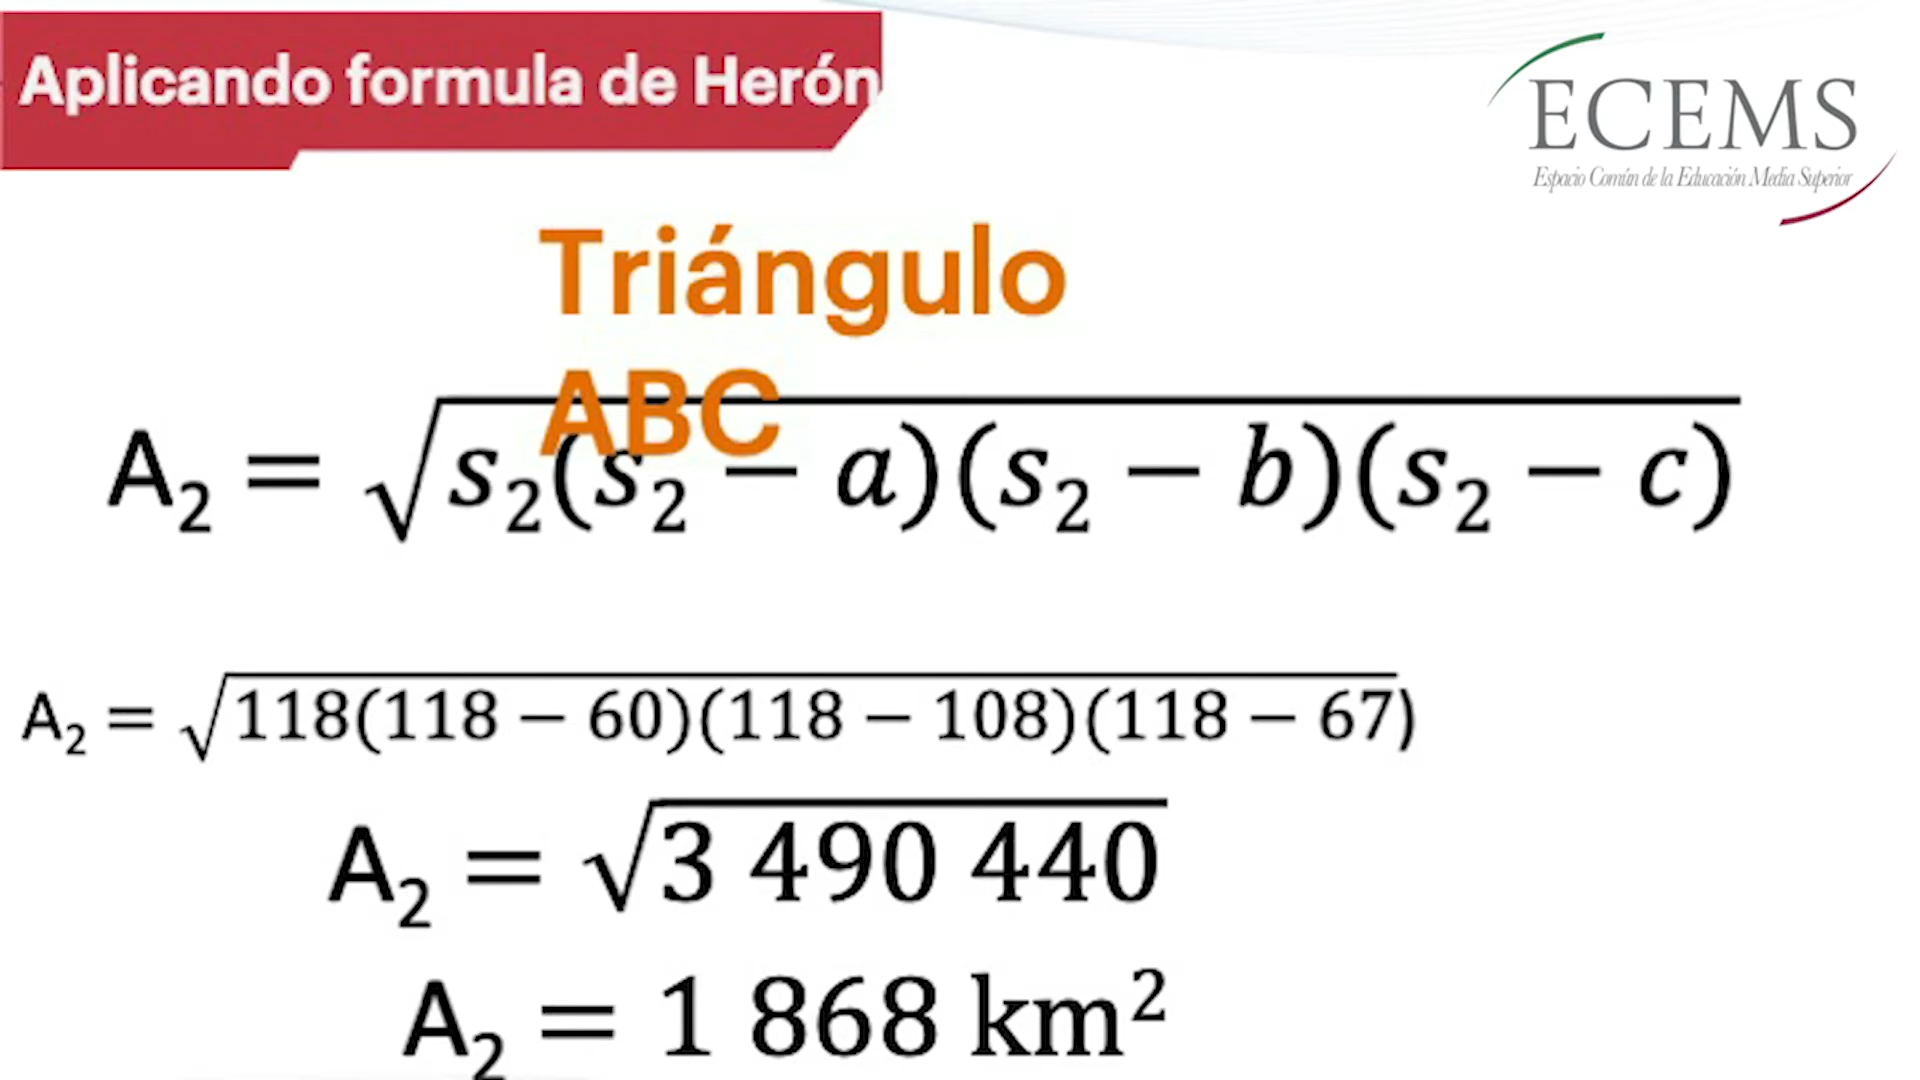 Aplicando formula de Herón
ECEMS
Espacio Común de la Educación Media Superior
Triángulo
ABC
A₂ = √s₂(s₂ − a)(s₂ − b)(s₂ − c)
A₂ = √118(118 − 60)(118 − 108)(118 − 67)
A₂ = √3 490 440
A₂ = 1 868 km²